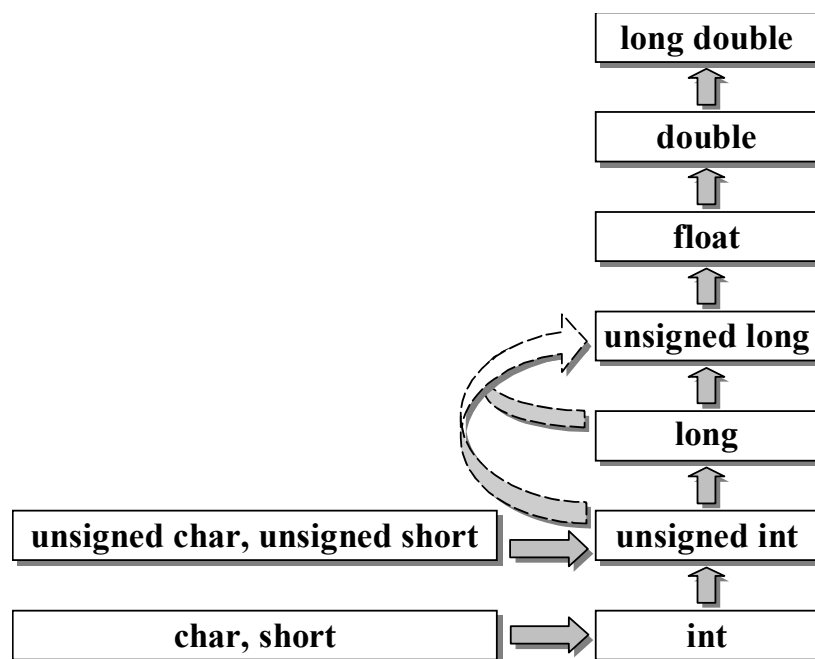 long double
double
float
unsigned long
long
unsigned char, unsigned short
unsigned int
char, short
int